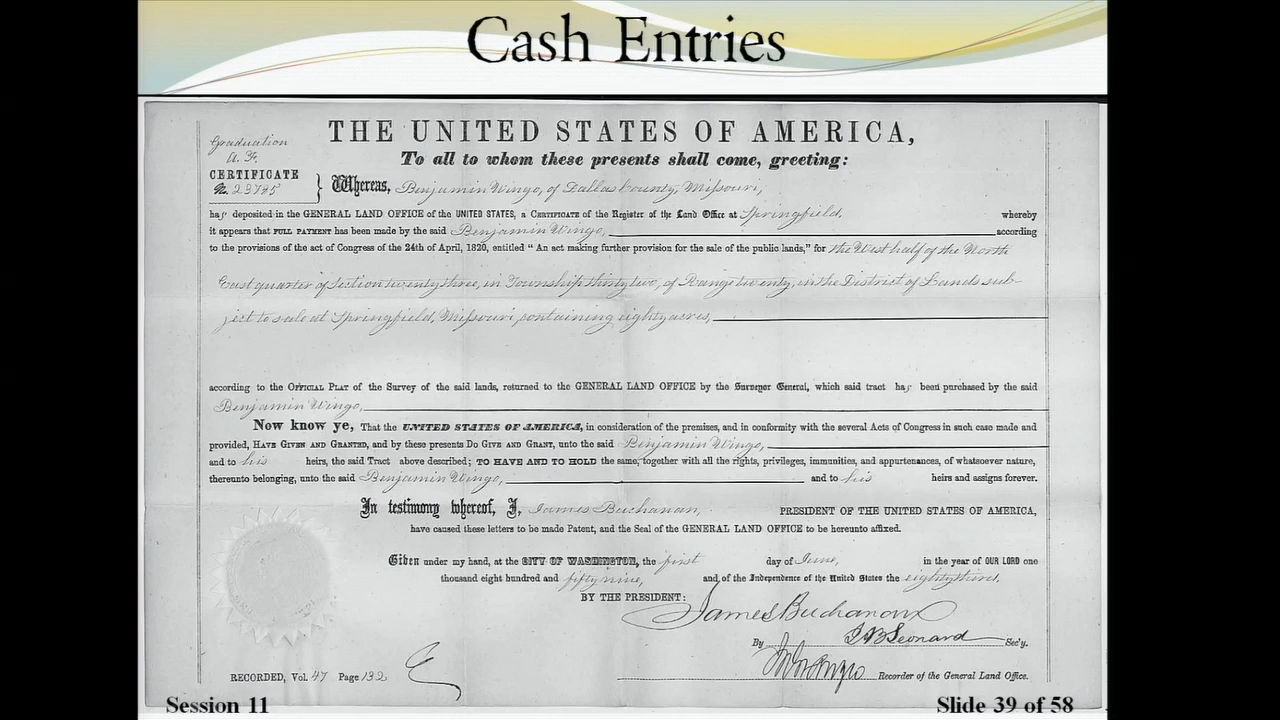 Cash Entries
THE UNITED STATES OF AMERICA,
Graduation
To all to whom these presents shall come, greeting:
CERTIFICATE
No. 23785
Whereas, Benjamin Wingo, of Dallas County, Missouri,
has deposited in the GENERAL LAND OFFICE of the UNITED STATES, a CERTIFICATE of the Register of the Land Office at Springfield, whereby
it appears that FULL PAYMENT has been made by the said Benjamin Wingo, according
to the provisions of the act of Congress of the 24th of April, 1820, entitled "An act making further provision for the sale of the public lands," for the West half of the North
East quarter of Section twenty three, in Township thirty two, of Range twenty, in the District of Lands sub-
ject to sale at Springfield, Missouri, containing eighty acres,
according to the OFFICIAL PLAT of the Survey of the said lands, returned to the GENERAL LAND OFFICE by the Surveyor General, which said tract has been purchased by the said
Benjamin Wingo,
Now know ye, That the UNITED STATES OF AMERICA, in consideration of the premises, and in conformity with the several Acts of Congress in such case made and
provided, HAVE GIVEN AND GRANTED, and by these presents DO GIVE AND GRANT, unto the said Benjamin Wingo,
and to his heirs, the said Tract above described; TO HAVE AND TO HOLD the same, together with all the rights, privileges, immunities, and appurtenances, of whatsoever nature,
thereunto belonging, unto the said Benjamin Wingo, and to his heirs and assigns forever.
In testimony whereof, I, James Buchanan, PRESIDENT OF THE UNITED STATES OF AMERICA,
have caused these letters to be made Patent, and the Seal of the GENERAL LAND OFFICE to be hereunto affixed.
Given under my hand, at the CITY OF WASHINGTON, the first day of June, in the year of OUR LORD one
thousand eight hundred and fifty nine, and of the Independence of the United States the eighty third.
BY THE PRESIDENT: James Buchanan
By J B Leonard Sec'y.
RECORDED, Vol. 47 Page 132 Recorder of the General Land Office.
Session 11
Slide 39 of 58